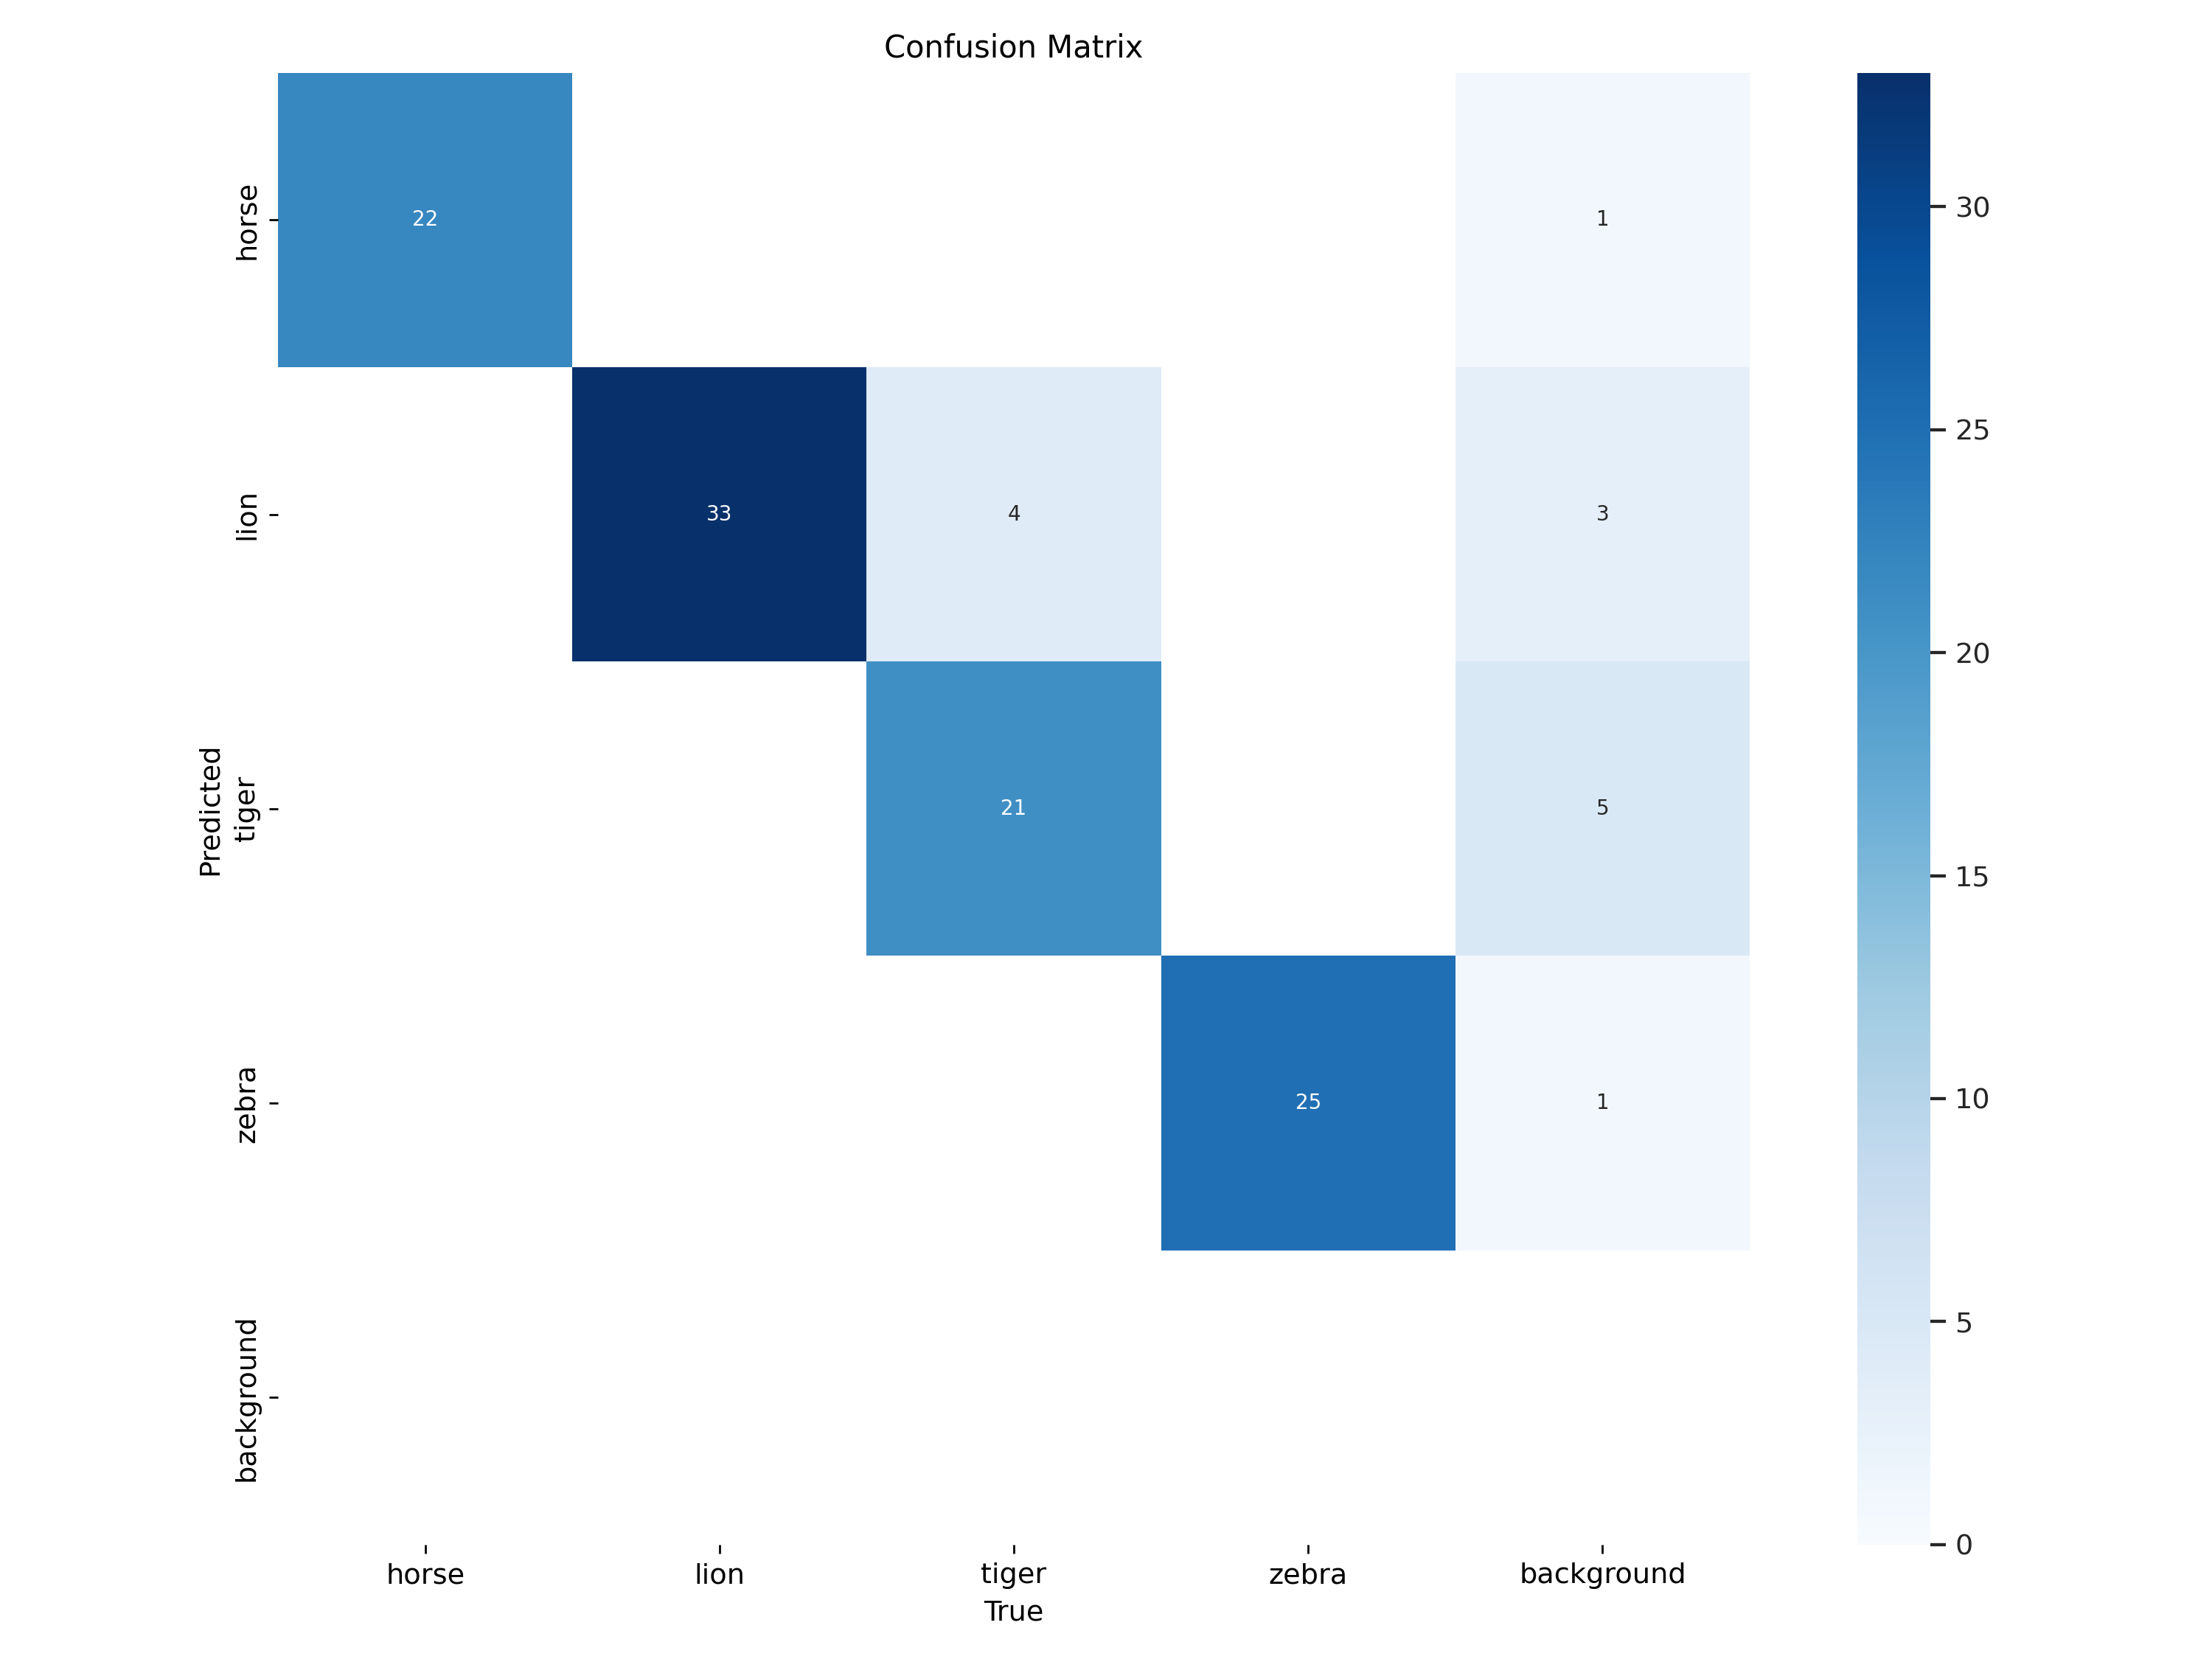 Confusion Matrix
horse
22
1
30
lion
33
4
3
25
20
Predicted
tiger
21
5
15
zebra
25
1
10
background
5
0
horse lion tiger zebra background
True